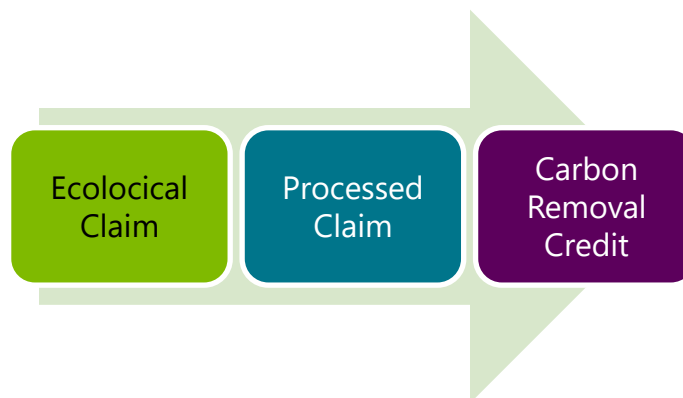 Ecolocical
Claim
Processed
Claim
Carbon
Removal
Credit